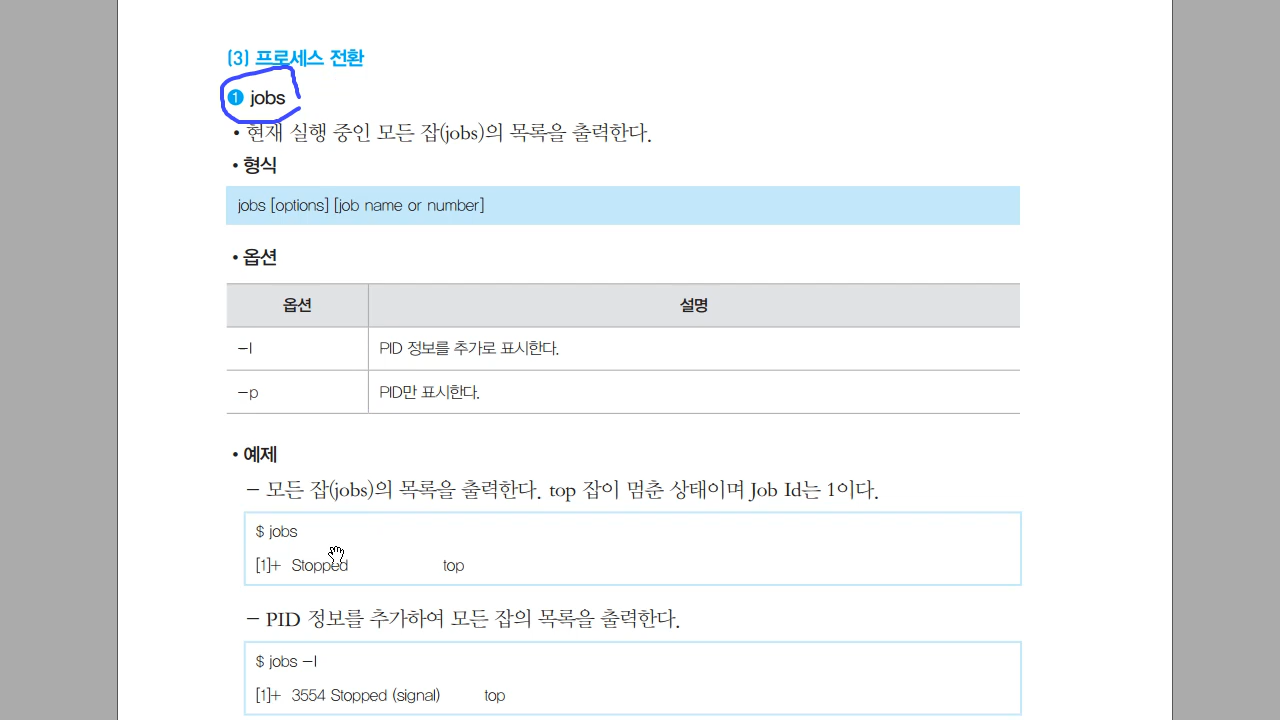 (3) 프로세스 전환
1 jobs
• 현재 실행 중인 모든 잡(jobs)의 목록을 출력한다.
• 형식
jobs [options] [job name or number]
• 옵션
옵션 설명
-l PID 정보를 추가로 표시한다.
-p PID만 표시한다.
• 예제
- 모든 잡(jobs)의 목록을 출력한다. top 잡이 멈춘 상태이며 Job Id는 1이다.
$ jobs
[1]+ Stopped top
- PID 정보를 추가하여 모든 잡의 목록을 출력한다.
$ jobs -l
[1]+ 3554 Stopped (signal) top